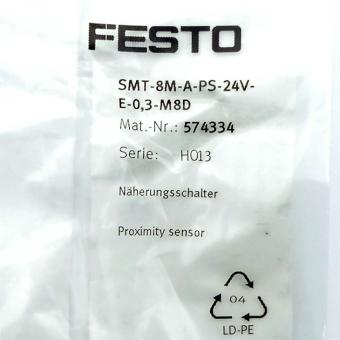 FESTO
SMT-8M-A-PS-24V-
E-0,3-M8D
Mat.-Nr.: 574334
Serie: H013
Näherungsschalter
Proximity sensor
04
LD-PE